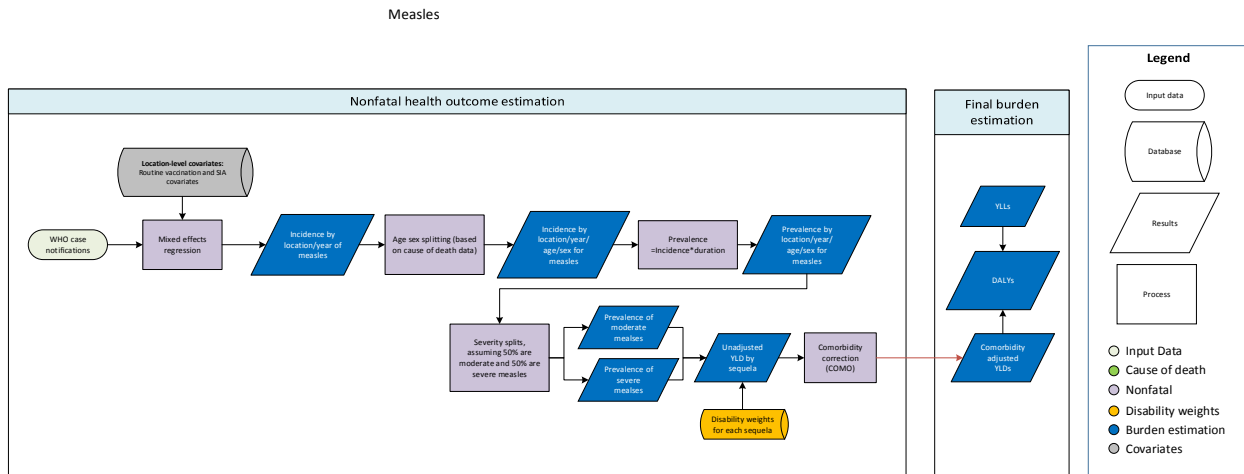 Measles
Nonfatal health outcome estimation
Location-level covariates:
Routine vaccination and SIA
covariates
WHO case
notifications
Mixed effects
regression
Incidence by
location/year of
measles
Age sex splitting (based
on cause of death data)
Incidence by
location/year/
age/sex for
measles
Prevalence
=Incidence*duration
Prevalence by
location/year/
age/sex for
measles
Severity splits,
assuming 50% are
moderate and 50% are
severe measles
Prevalence of
moderate
mealses
Prevalence of
severe
mealses
Unadjusted
YLD by
sequela
Disability weights
for each sequela
Comorbidity
correction
(COMO)
Final burden
estimation
YLLs
DALYs
Comorbidity
adjusted
YLDs
Legend
Input data
Database
Results
Process
Input Data
Cause of death
Nonfatal
Disability weights
Burden estimation
Covariates